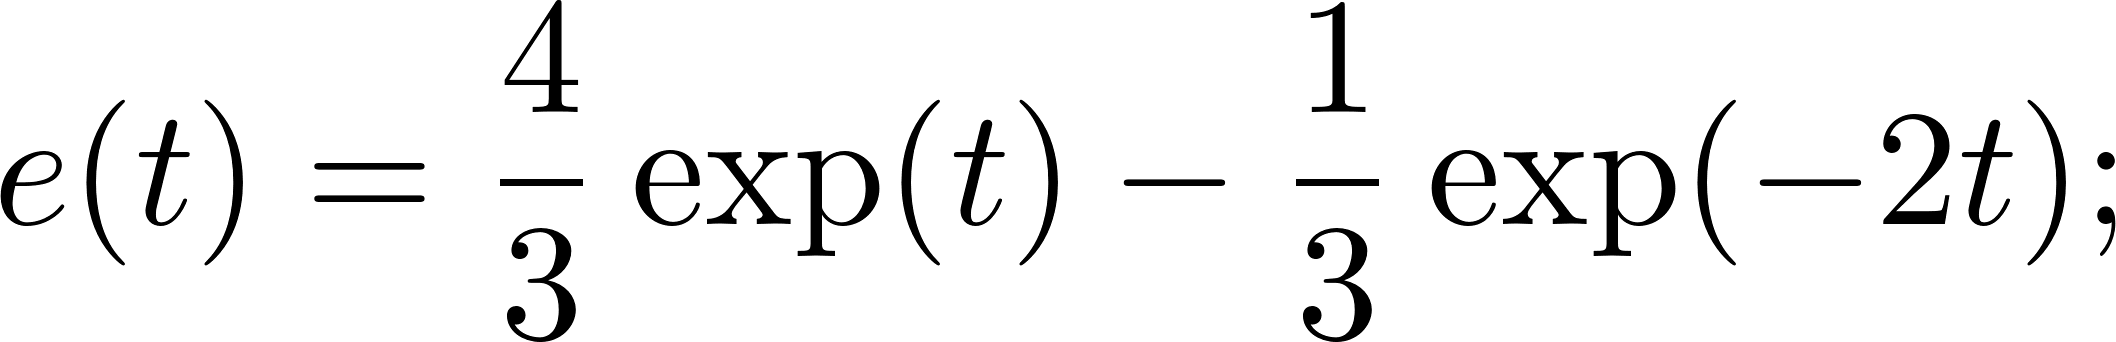 e(t) = \frac{4}{3} \exp(t) - \frac{1}{3} \exp(-2t);